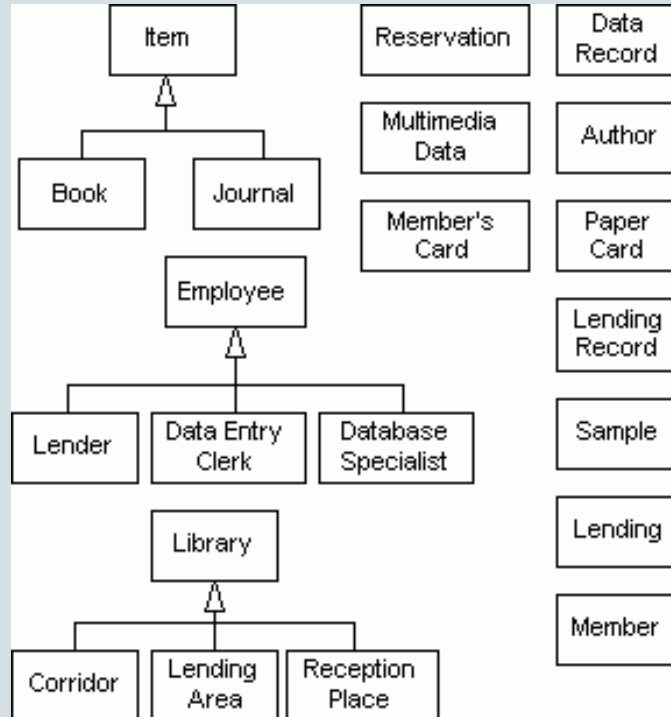 Item
Reservation
Data
Record
Multimedia
Data
Author
Book
Journal
Member's
Card
Paper
Card
Employee
Lending
Record
Lender
Data Entry
Clerk
Database
Specialist
Sample
Library
Lending
Member
Corridor
Lending
Area
Reception
Place